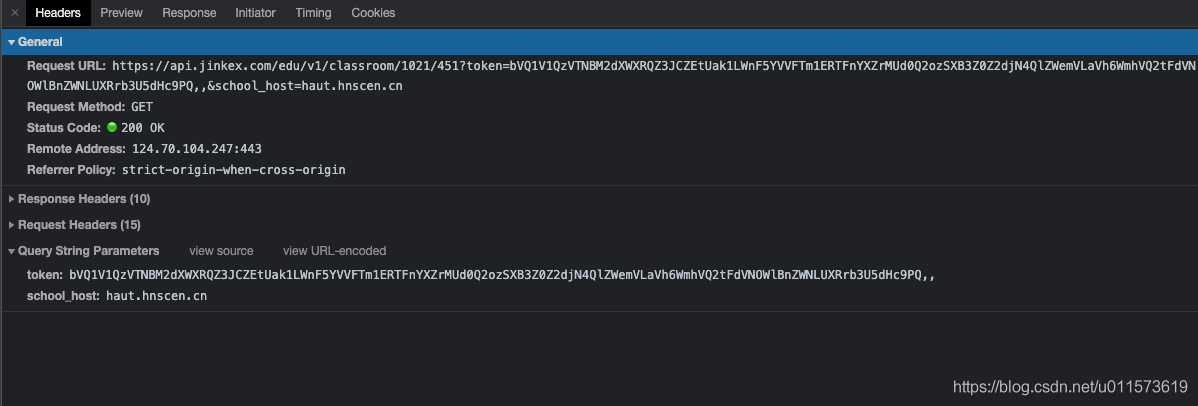 × Headers Preview Response Initiator Timing Cookies
General
Request URL: https://api.jinkex.com/edu/v1/classroom/1021/451?token=bVQ1V1QzVTNBM2dXWXRQZ3JCZEtUak1LWnF5YVVFTm1ERTFnYXZrMUd0Q2ozSXB3Z0Z2djN4QlZWemVLaVh6WmhVQ2tFdVN
OWlBnZWNLUXRrb3U5dHc9PQ,,&school_host=haut.hnscen.cn
Request Method: GET
Status Code: 200 OK
Remote Address: 124.70.104.247:443
Referrer Policy: strict-origin-when-cross-origin
Response Headers (10)
Request Headers (15)
Query String Parameters view source view URL-encoded
token: bVQ1V1QzVTNBM2dXWXRQZ3JCZEtUak1LWnF5YVVFTm1ERTFnYXZrMUd0Q2ozSXB3Z0Z2djN4QlZWemVLaVh6WmhVQ2tFdVNOWlBnZWNLUXRrb3U5dHc9PQ,,
school_host: haut.hnscen.cn
https://blog.csdn.net/u011573619